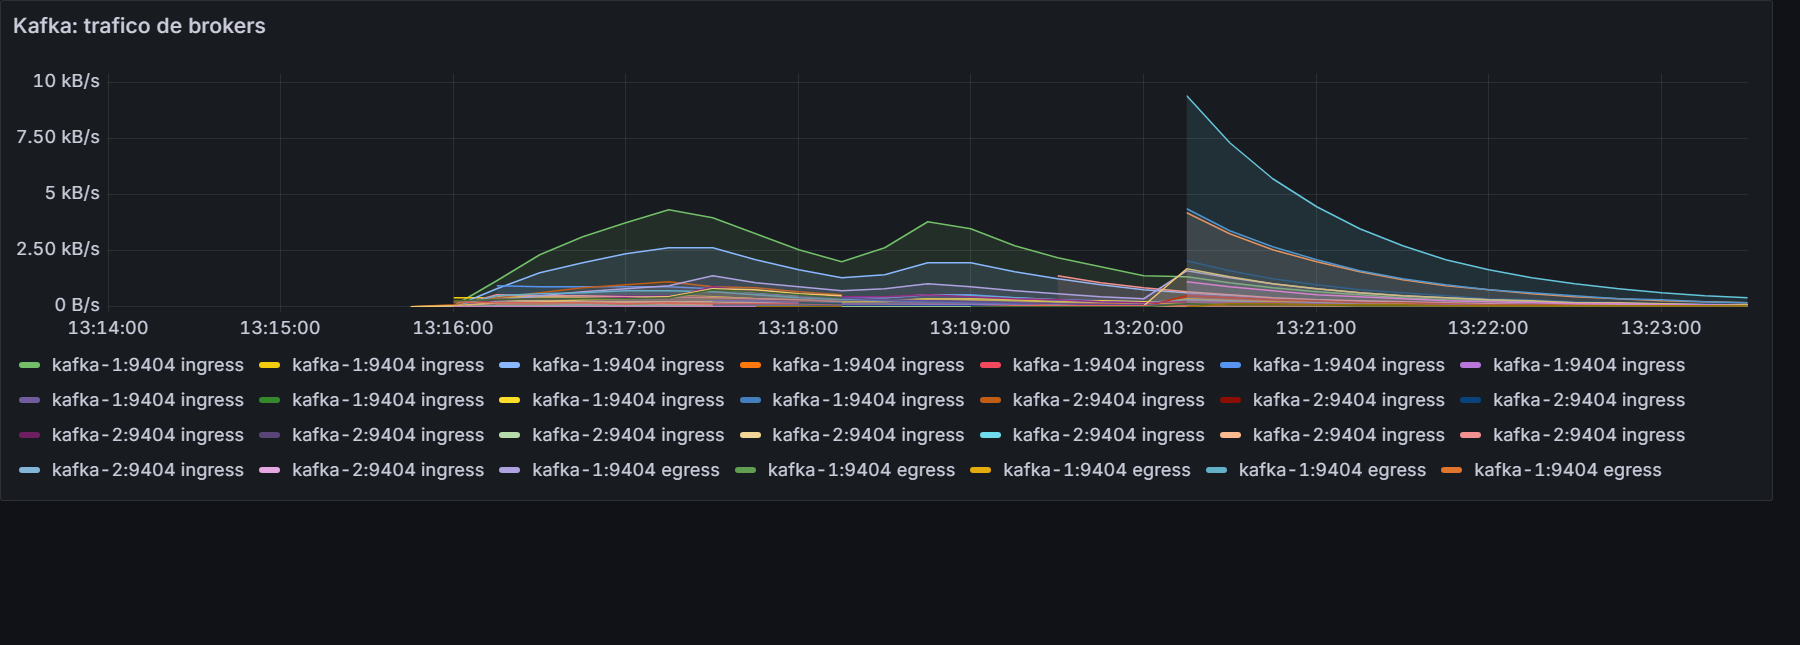 Kafka: trafico de brokers
10 kB/s
7.50 kB/s
5 kB/s
2.50 kB/s
0 B/s
13:14:00 13:15:00 13:16:00 13:17:00 13:18:00 13:19:00 13:20:00 13:21:00 13:22:00 13:23:00
kafka-1:9404 ingress kafka-1:9404 ingress kafka-1:9404 ingress kafka-1:9404 ingress kafka-1:9404 ingress kafka-1:9404 ingress kafka-1:9404 ingress
kafka-1:9404 ingress kafka-1:9404 ingress kafka-1:9404 ingress kafka-1:9404 ingress kafka-2:9404 ingress kafka-2:9404 ingress kafka-2:9404 ingress
kafka-2:9404 ingress kafka-2:9404 ingress kafka-2:9404 ingress kafka-2:9404 ingress kafka-2:9404 ingress kafka-2:9404 ingress kafka-2:9404 ingress
kafka-2:9404 ingress kafka-2:9404 ingress kafka-1:9404 egress kafka-1:9404 egress kafka-1:9404 egress kafka-1:9404 egress kafka-1:9404 egress